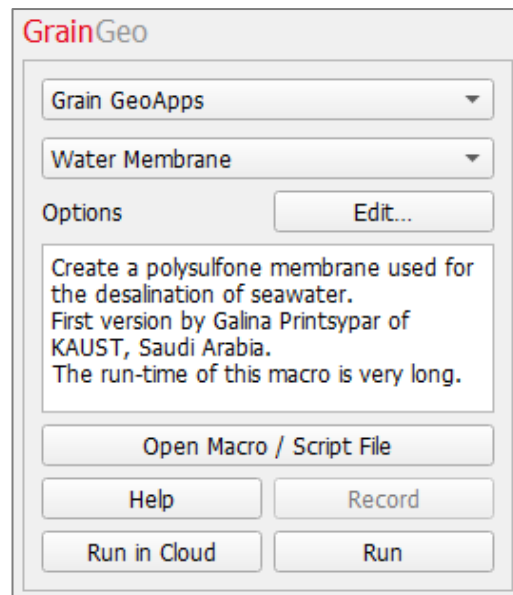 GrainGeo
Grain GeoApps
Water Membrane
Options Edit...
Create a polysulfone membrane used for
the desalination of seawater.
First version by Galina Printsypar of
KAUST, Saudi Arabia.
The run-time of this macro is very long.
Open Macro / Script File
Help Record
Run in Cloud Run